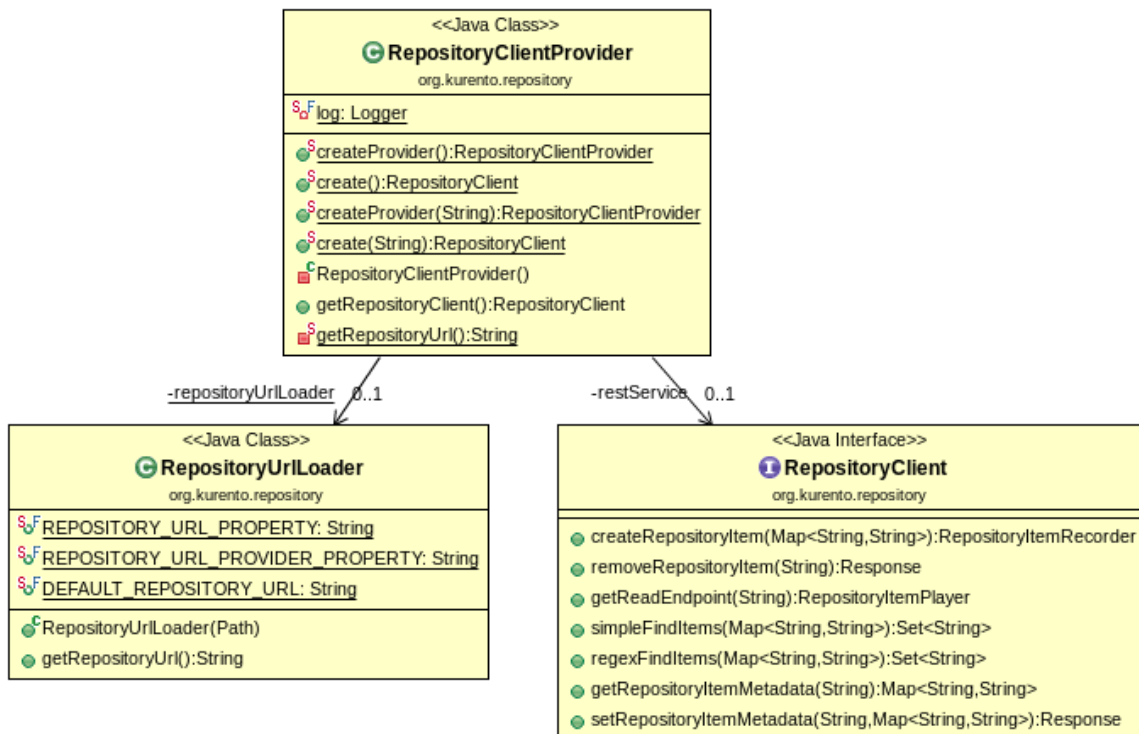 <<Java Class>>
C RepositoryClientProvider
org.kurento.repository
S F log: Logger
S createProvider():RepositoryClientProvider
S create():RepositoryClient
S createProvider(String):RepositoryClientProvider
S create(String):RepositoryClient
C RepositoryClientProvider()
getRepositoryClient():RepositoryClient
S getRepositoryUrl():String
-repositoryUrlLoader 0..1
-restService 0..1
<<Java Class>>
C RepositoryUrlLoader
org.kurento.repository
S F REPOSITORY_URL_PROPERTY: String
S F REPOSITORY_URL_PROVIDER_PROPERTY: String
S F DEFAULT_REPOSITORY_URL: String
C RepositoryUrlLoader(Path)
getRepositoryUrl():String
<<Java Interface>>
I RepositoryClient
org.kurento.repository
createRepositoryItem(Map<String,String>):RepositoryItemRecorder
removeRepositoryItem(String):Response
getReadEndpoint(String):RepositoryItemPlayer
simpleFindItems(Map<String,String>):Set<String>
regexFindItems(Map<String,String>):Set<String>
getRepositoryItemMetadata(String):Map<String,String>
setRepositoryItemMetadata(String,Map<String,String>):Response